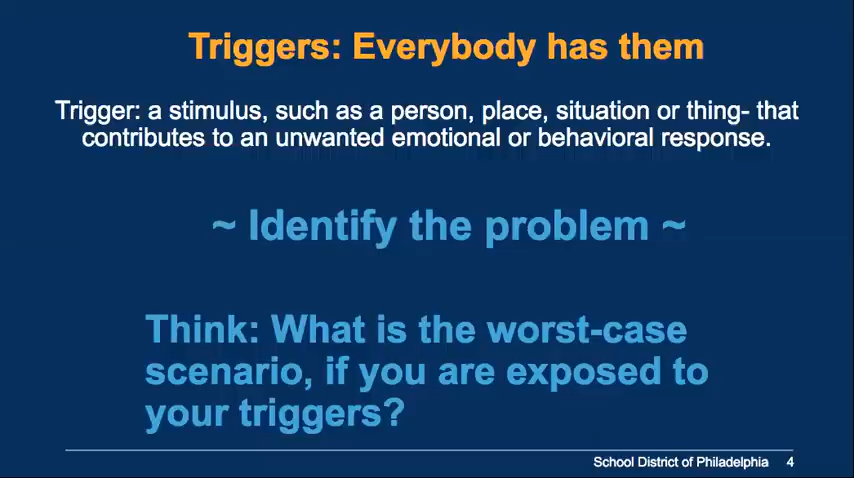 Triggers: Everybody has them
Trigger: a stimulus, such as a person, place, situation or thing- that
contributes to an unwanted emotional or behavioral response.
~ Identify the problem ~
Think: What is the worst-case
scenario, if you are exposed to
your triggers?
School District of Philadelphia 4